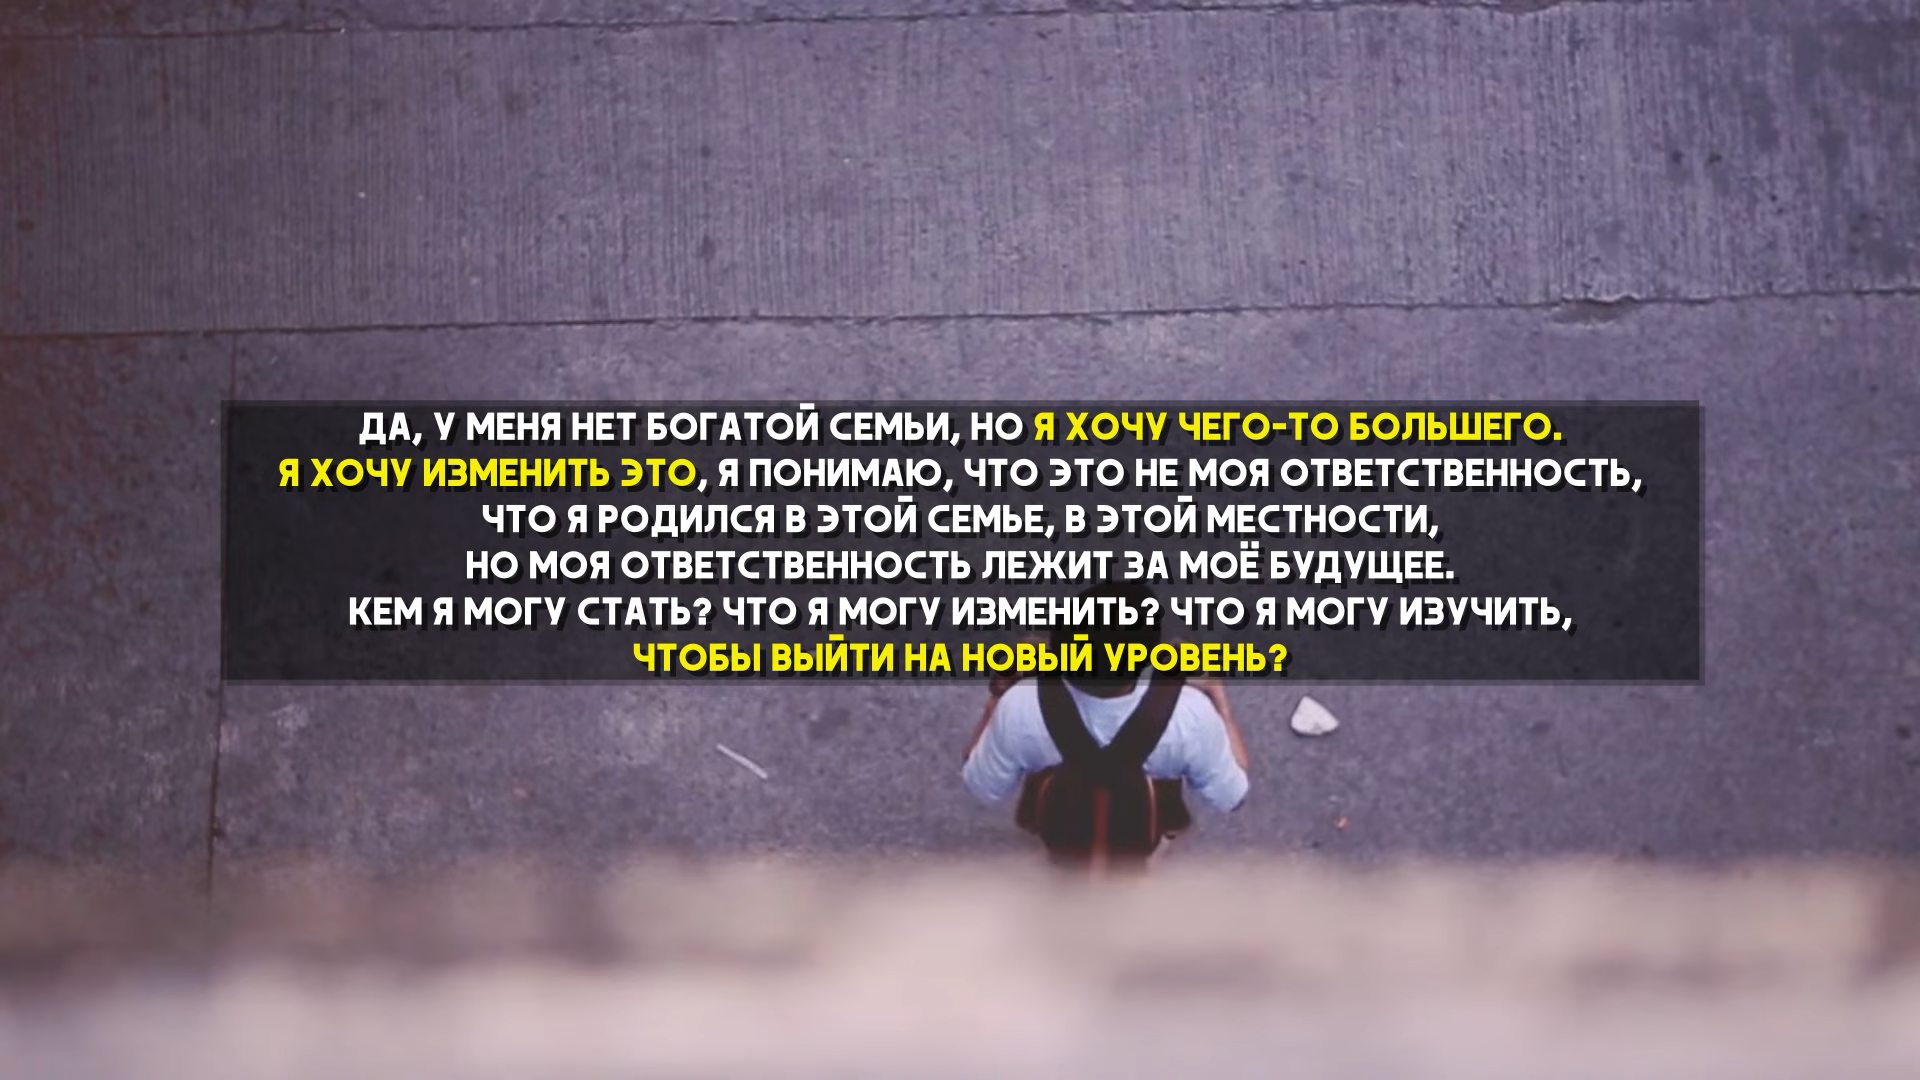 ДА, У МЕНЯ НЕТ БОГАТОЙ СЕМЬИ, НО Я ХОЧУ ЧЕГО-ТО БОЛЬШЕГО.
Я ХОЧУ ИЗМЕНИТЬ ЭТО, Я ПОНИМАЮ, ЧТО ЭТО НЕ МОЯ ОТВЕТСТВЕННОСТЬ,
ЧТО Я РОДИЛСЯ В ЭТОЙ СЕМЬЕ, В ЭТОЙ МЕСТНОСТИ,
НО МОЯ ОТВЕТСТВЕННОСТЬ ЛЕЖИТ ЗА МОЁ БУДУЩЕЕ.
КЕМ Я МОГУ СТАТЬ? ЧТО Я МОГУ ИЗМЕНИТЬ? ЧТО Я МОГУ ИЗУЧИТЬ,
ЧТОБЫ ВЫЙТИ НА НОВЫЙ УРОВЕНЬ?